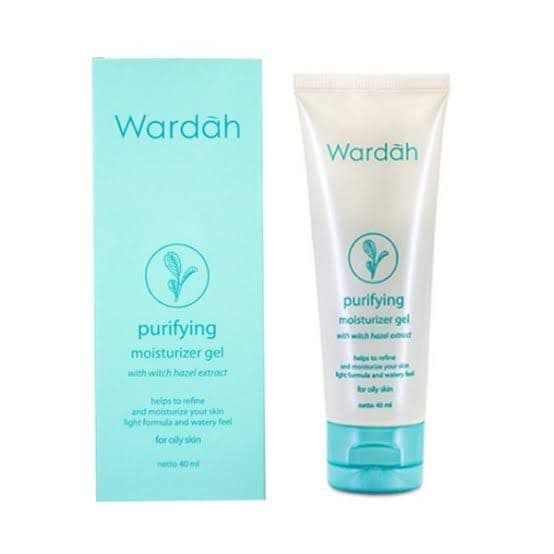 Wardāh
purifying
moisturizer gel
with witch hazel extract
helps to refine
and moisturize your skin
light formula and watery feel
for oily skin
netto 40 ml
Wardāh
purifying
moisturizer gel
with witch hazel extract
helps to refine
and moisturize your skin
light formula and watery feel
for oily skin
netto 40 ml